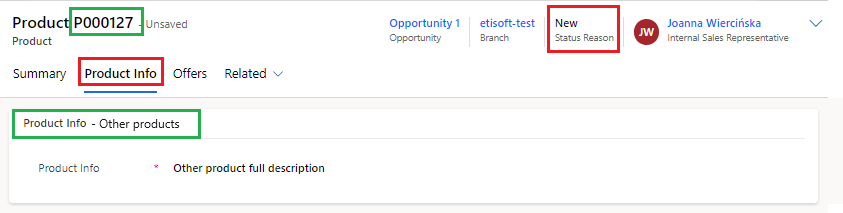 Product P000127 - Unsaved
Product
Opportunity 1
Opportunity
etisoft-test
Branch
New
Status Reason
JW
Joanna Wiercińska
Internal Sales Representative
Summary Product Info Offers Related
Product Info - Other products
Product Info * Other product full description